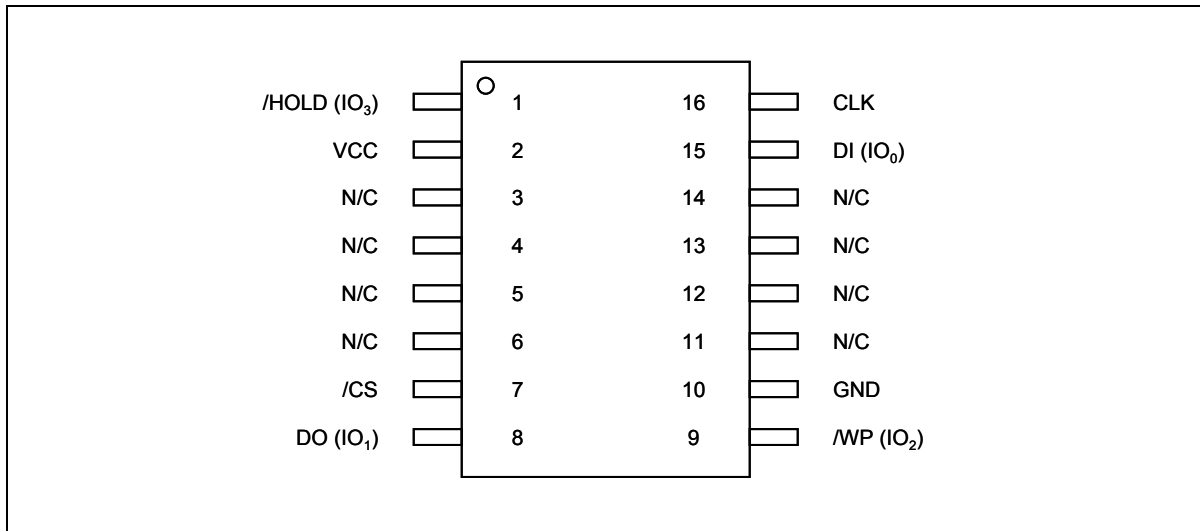 /HOLD (IO3) 1 16 CLK
VCC 2 15 DI (IO0)
N/C 3 14 N/C
N/C 4 13 N/C
N/C 5 12 N/C
N/C 6 11 N/C
/CS 7 10 GND
DO (IO1) 8 9 /WP (IO2)